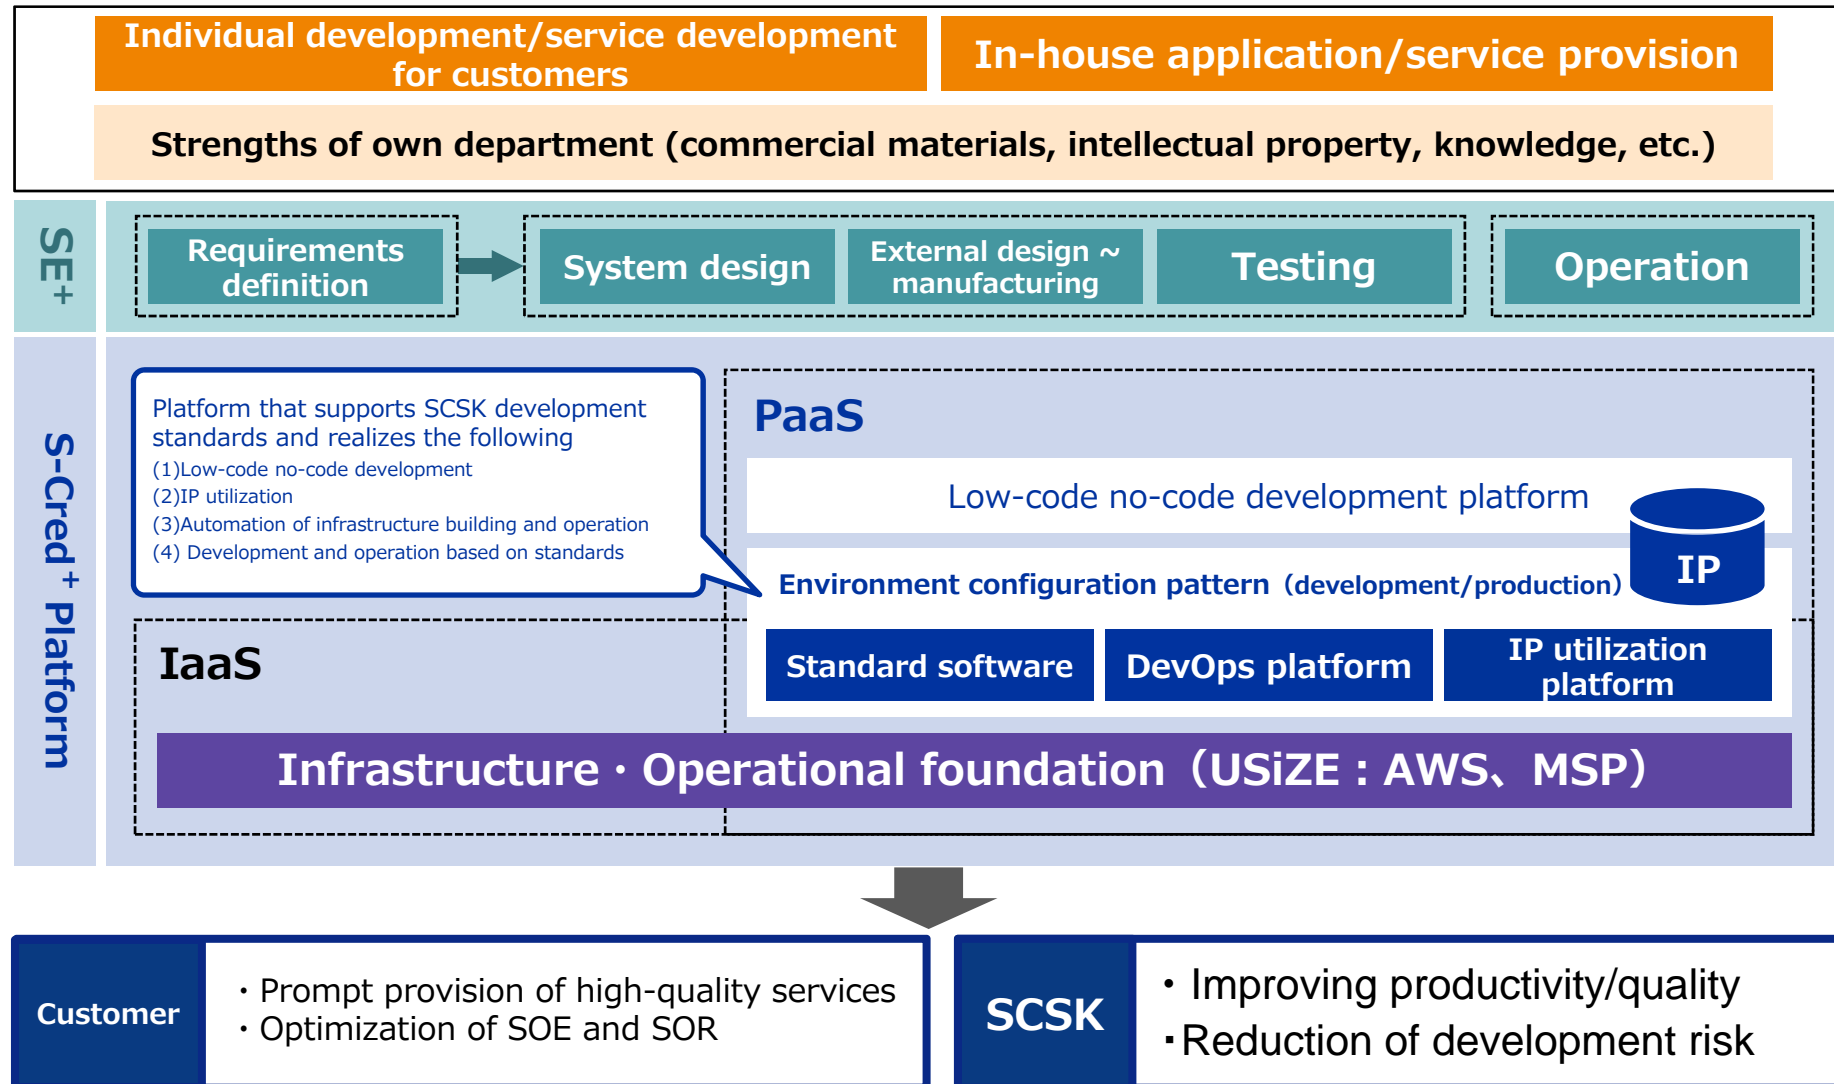 Individual development/service development
for customers
In-house application/service provision
Strengths of own department (commercial materials, intellectual property, knowledge, etc.)
SE+
Requirements
definition
System design
External design ~
manufacturing
Testing
Operation
S-Cred+ Platform
Platform that supports SCSK development
standards and realizes the following
(1)Low-code no-code development
(2)IP utilization
(3)Automation of infrastructure building and operation
(4) Development and operation based on standards
PaaS
Low-code no-code development platform
IP
Environment configuration pattern（development/production）
IaaS
Standard software
DevOps platform
IP utilization
platform
Infrastructure・Operational foundation（USiZE：AWS、MSP）
Customer
・Prompt provision of high-quality services
・Optimization of SOE and SOR
SCSK
・Improving productivity/quality
・Reduction of development risk